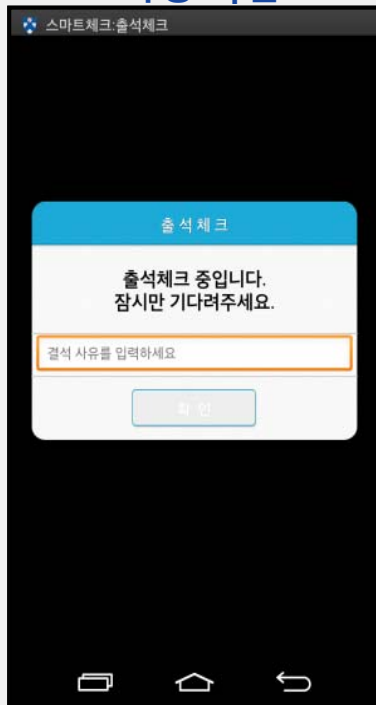 스마트체크:출석체크
출석체크
출석체크 중입니다.
잠시만 기다려주세요.
결석 사유를 입력하세요
확인